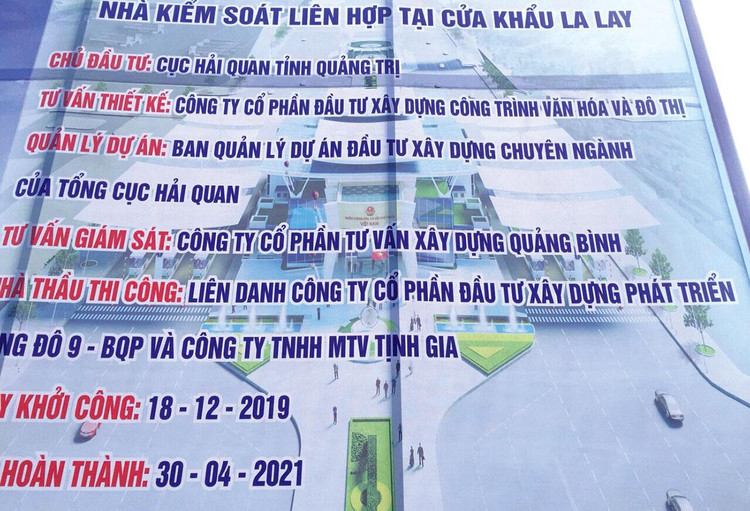 NHÀ KIỂM SOÁT LIÊN HỢP TẠI CỬA KHẨU LA LAY
CHỦ ĐẦU TƯ: CỤC HẢI QUAN TỈNH QUẢNG TRỊ
TƯ VẤN THIẾT KẾ: CÔNG TY CỔ PHẦN ĐẦU TƯ XÂY DỰNG CÔNG TRÌNH VĂN HÓA VÀ ĐÔ THỊ
QUẢN LÝ DỰ ÁN: BAN QUẢN LÝ DỰ ÁN ĐẦU TƯ XÂY DỰNG CHUYÊN NGÀNH
CỦA TỔNG CỤC HẢI QUAN
TƯ VẤN GIÁM SÁT: CÔNG TY CỔ PHẦN TƯ VẤN XÂY DỰNG QUẢNG BÌNH
HÀ THẦU THI CÔNG: LIÊN DANH CÔNG TY CỔ PHẦN ĐẦU TƯ XÂY DỰNG PHÁT TRIỂN
NG ĐÔ 9 - BQP VÀ CÔNG TY TNHH MTV TỊNH GIA
Y KHỞI CÔNG: 18 - 12 - 2019
HOÀN THÀNH: 30 - 04 - 2021
VIỆT NAM